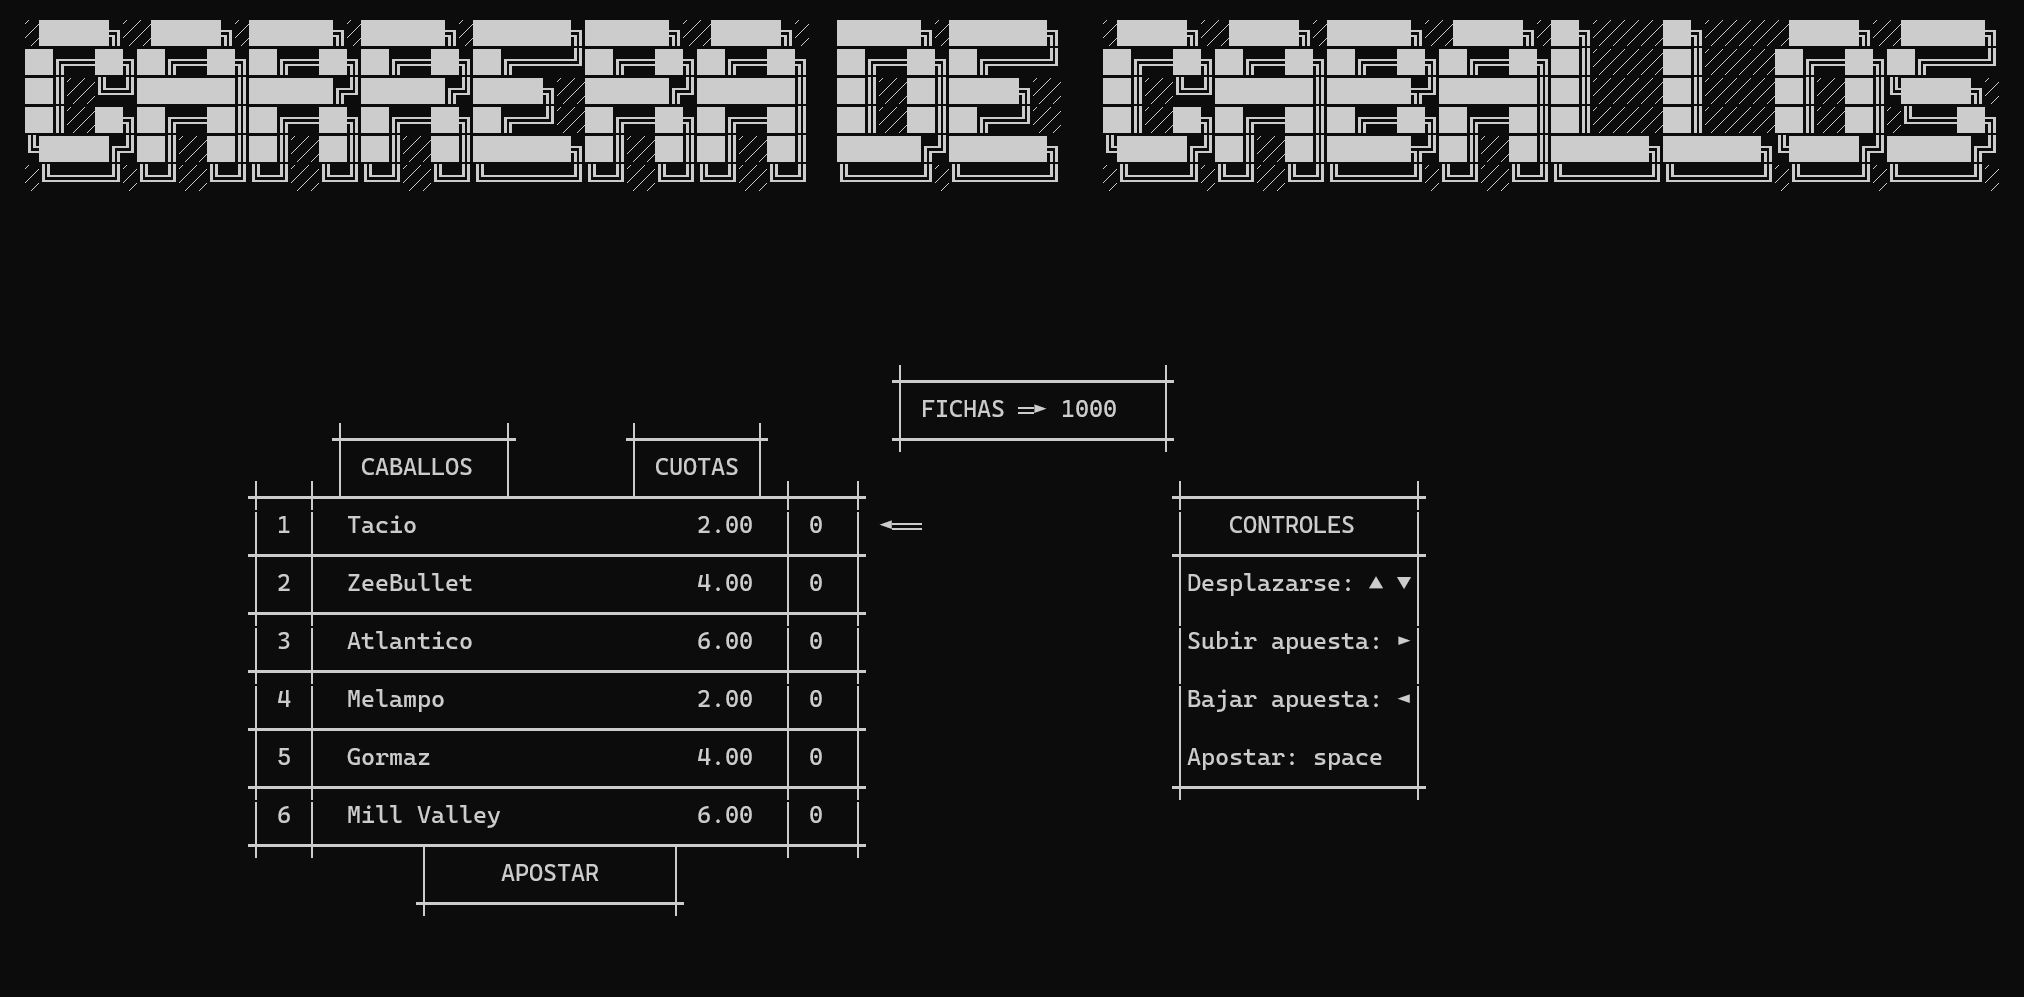 CARRERA DE CABALLOS
FICHAS ═► 1000
CABALLOS CUOTAS
1 Tacio 2.00 0 ◄══
2 ZeeBullet 4.00 0
3 Atlantico 6.00 0
4 Melampo 2.00 0
5 Gormaz 4.00 0
6 Mill Valley 6.00 0
APOSTAR
CONTROLES
Desplazarse: ▲ ▼
Subir apuesta: ►
Bajar apuesta: ◄
Apostar: space